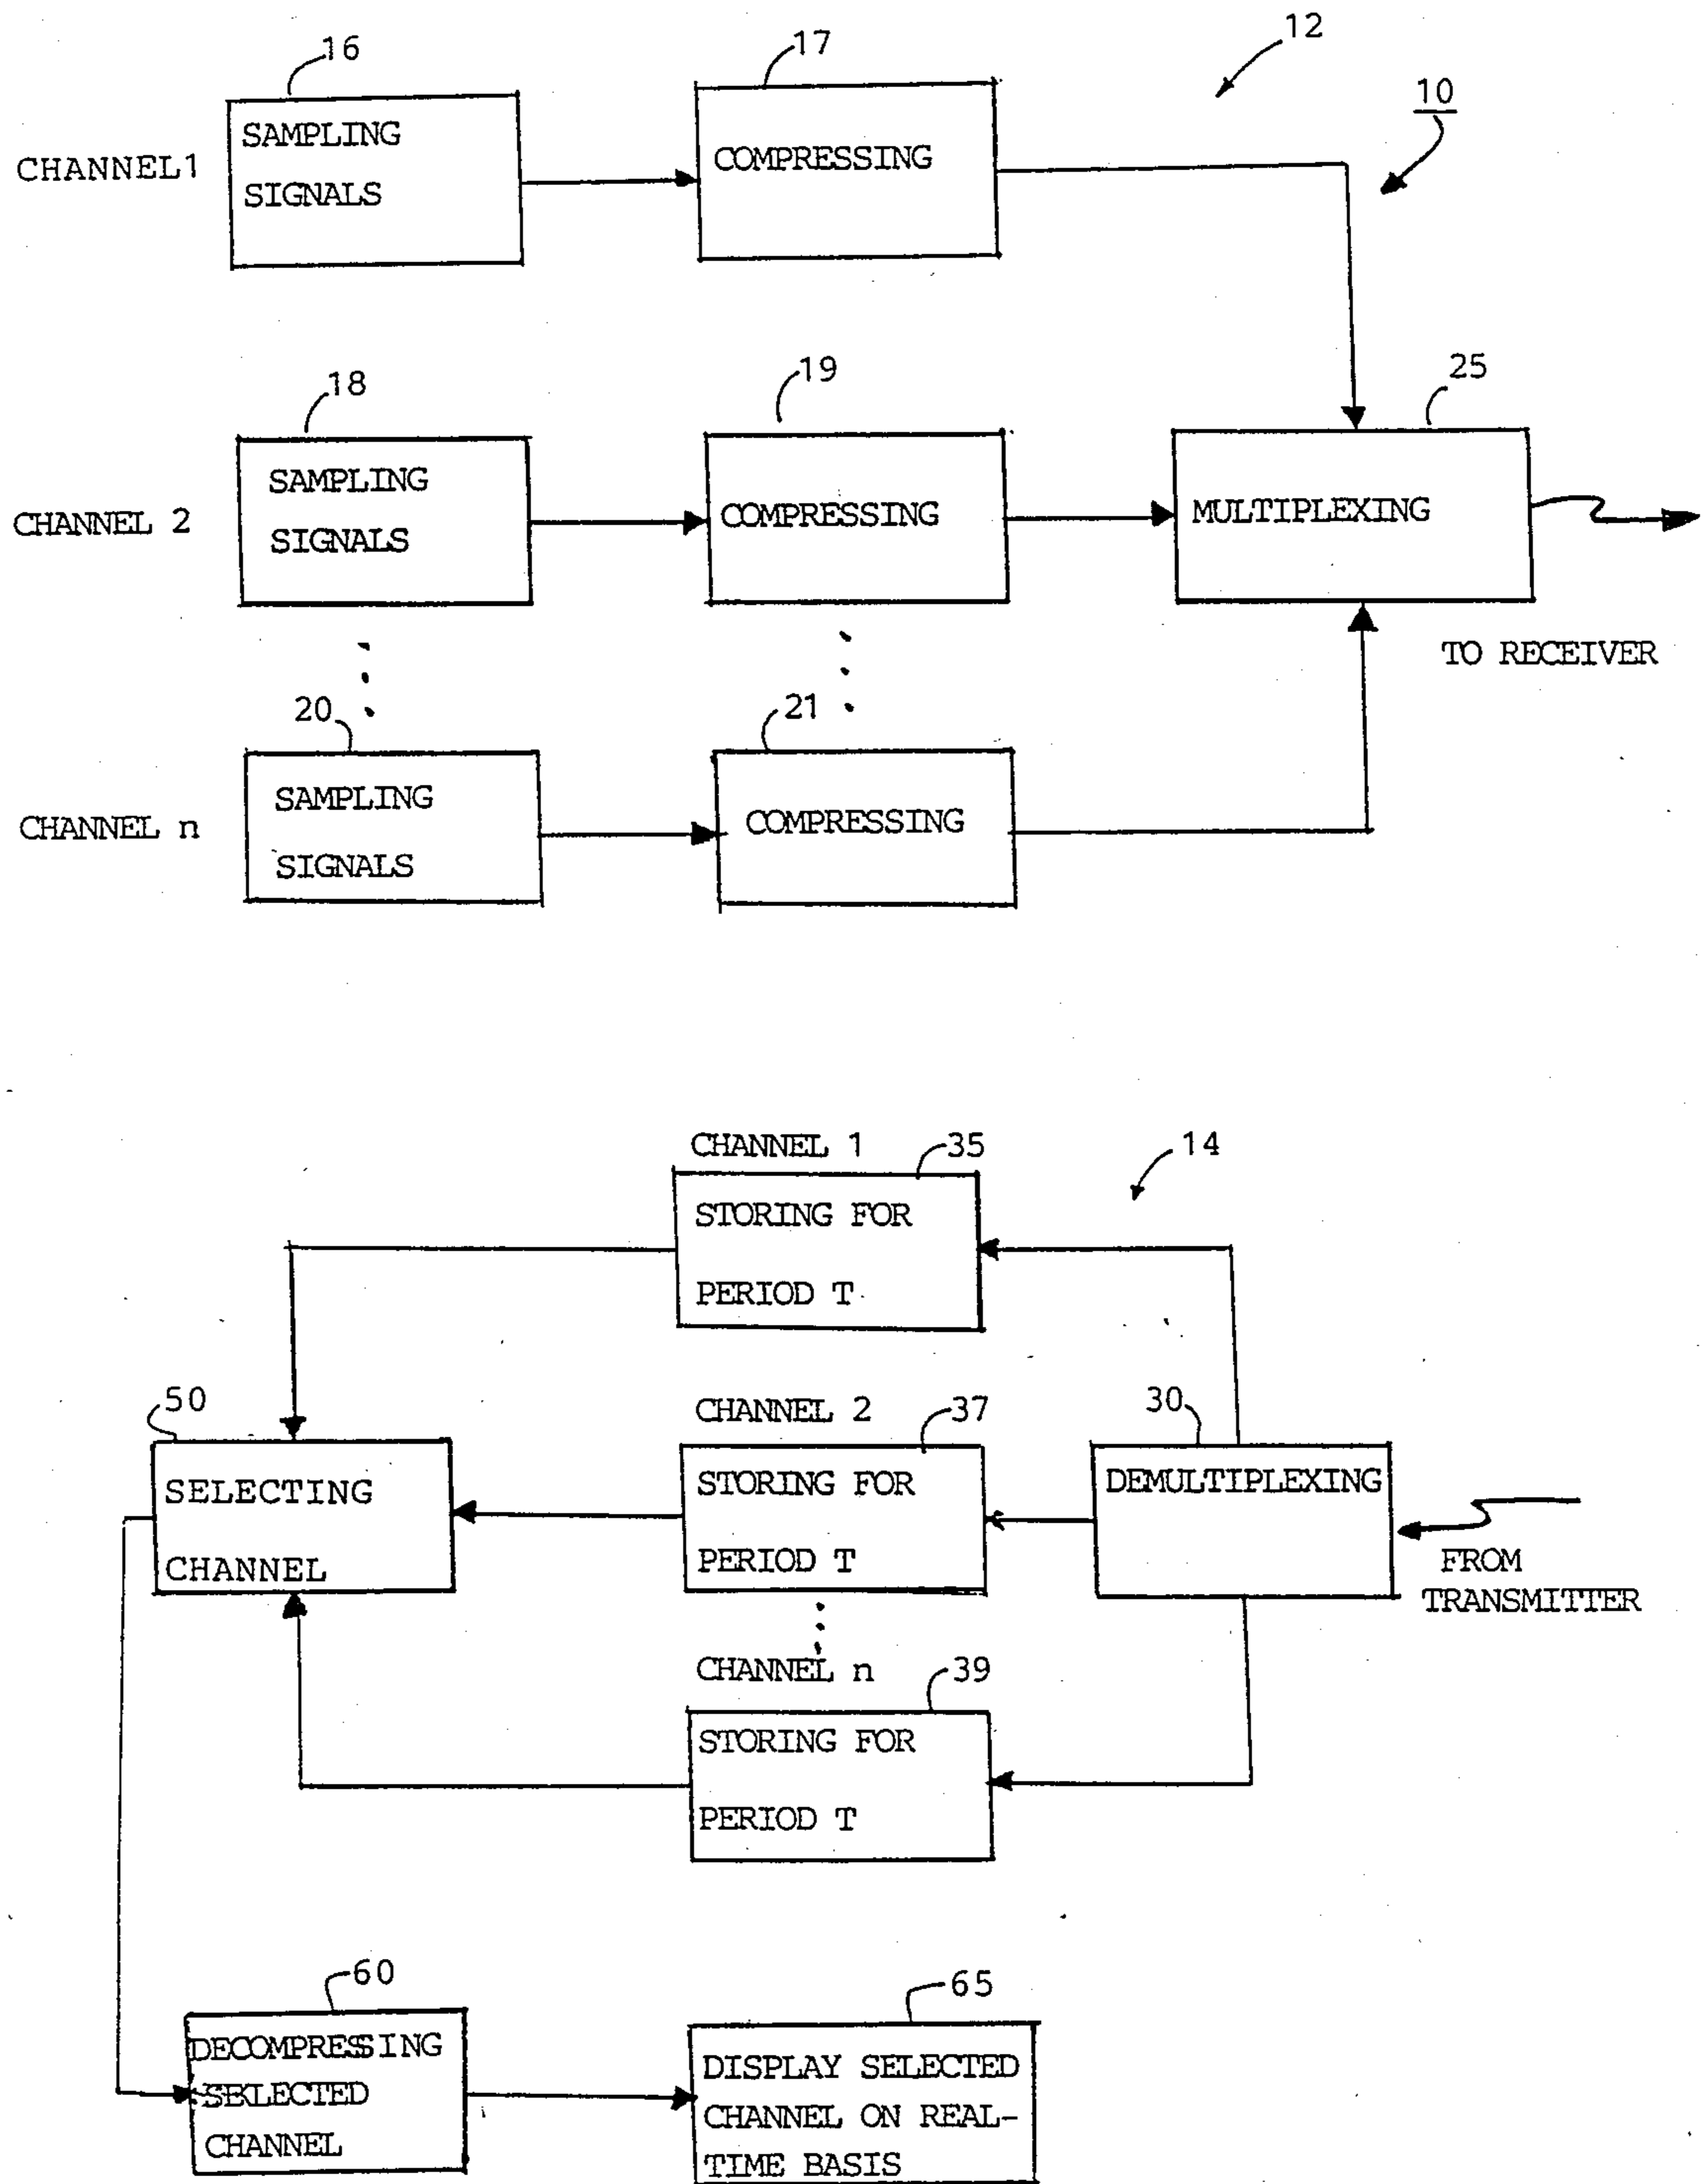 16
17
12
10
CHANNEL1
SAMPLING
SIGNALS
COMPRESSING
18
19
25
CHANNEL 2
SAMPLING
SIGNALS
COMPRESSING
MULTIPLEXING
TO RECEIVER
20
21
CHANNEL n
SAMPLING
SIGNALS
COMPRESSING
CHANNEL 1
35
14
STORING FOR
PERIOD T
50
CHANNEL 2
37
30
SELECTING
CHANNEL
STORING FOR
PERIOD T
DEMULTIPLEXING
FROM
TRANSMITTER
CHANNEL n
39
STORING FOR
PERIOD T
60
65
DECOMPRESSING
SELECTED
CHANNEL
DISPLAY SELECTED
CHANNEL ON REAL-
TIME BASIS